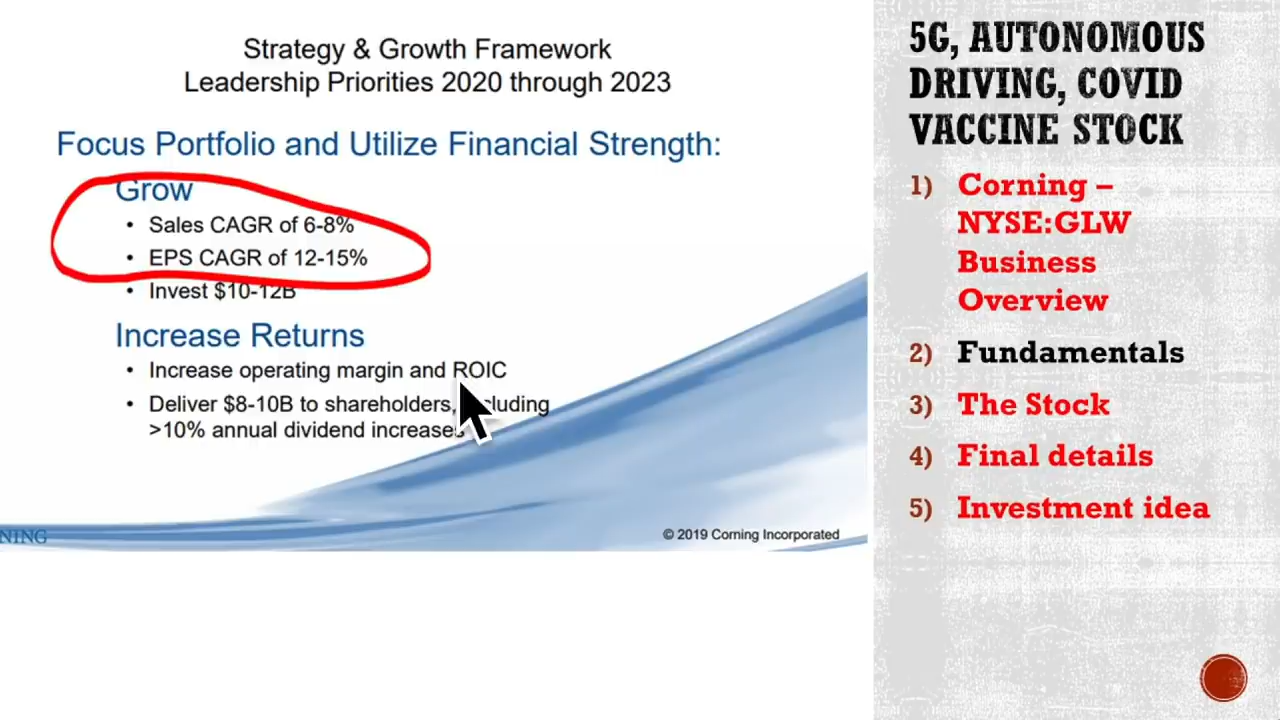 Strategy & Growth Framework
Leadership Priorities 2020 through 2023
Focus Portfolio and Utilize Financial Strength:
Grow
• Sales CAGR of 6-8%
• EPS CAGR of 12-15%
• Invest $10-12B
Increase Returns
• Increase operating margin and ROIC
• Deliver $8-10B to shareholders, including
>10% annual dividend increases
NING
© 2019 Corning Incorporated
5G, AUTONOMOUS
DRIVING, COVID
VACCINE STOCK
1) Corning –
NYSE:GLW
Business
Overview
2) Fundamentals
3) The Stock
4) Final details
5) Investment idea